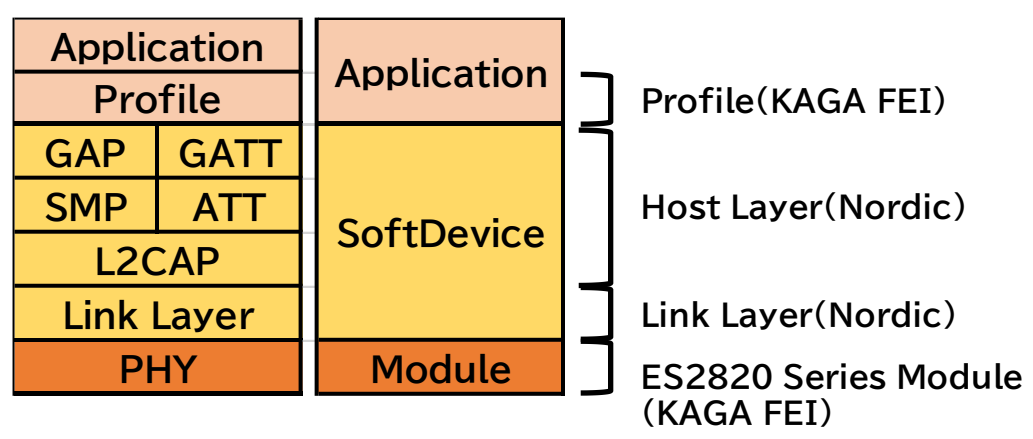 Application
Profile
GAP GATT
SMP ATT
L2CAP
Link Layer
PHY
Application
SoftDevice
Module
Profile(KAGA FEI)
Host Layer(Nordic)
Link Layer(Nordic)
ES2820 Series Module
(KAGA FEI)